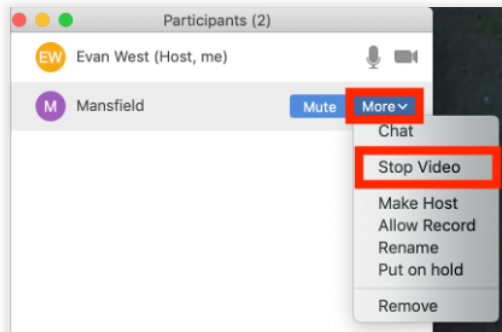 Participants (2)
EW Evan West (Host, me)
M Mansfield Mute More
Chat
Stop Video
Make Host
Allow Record
Rename
Put on hold
Remove